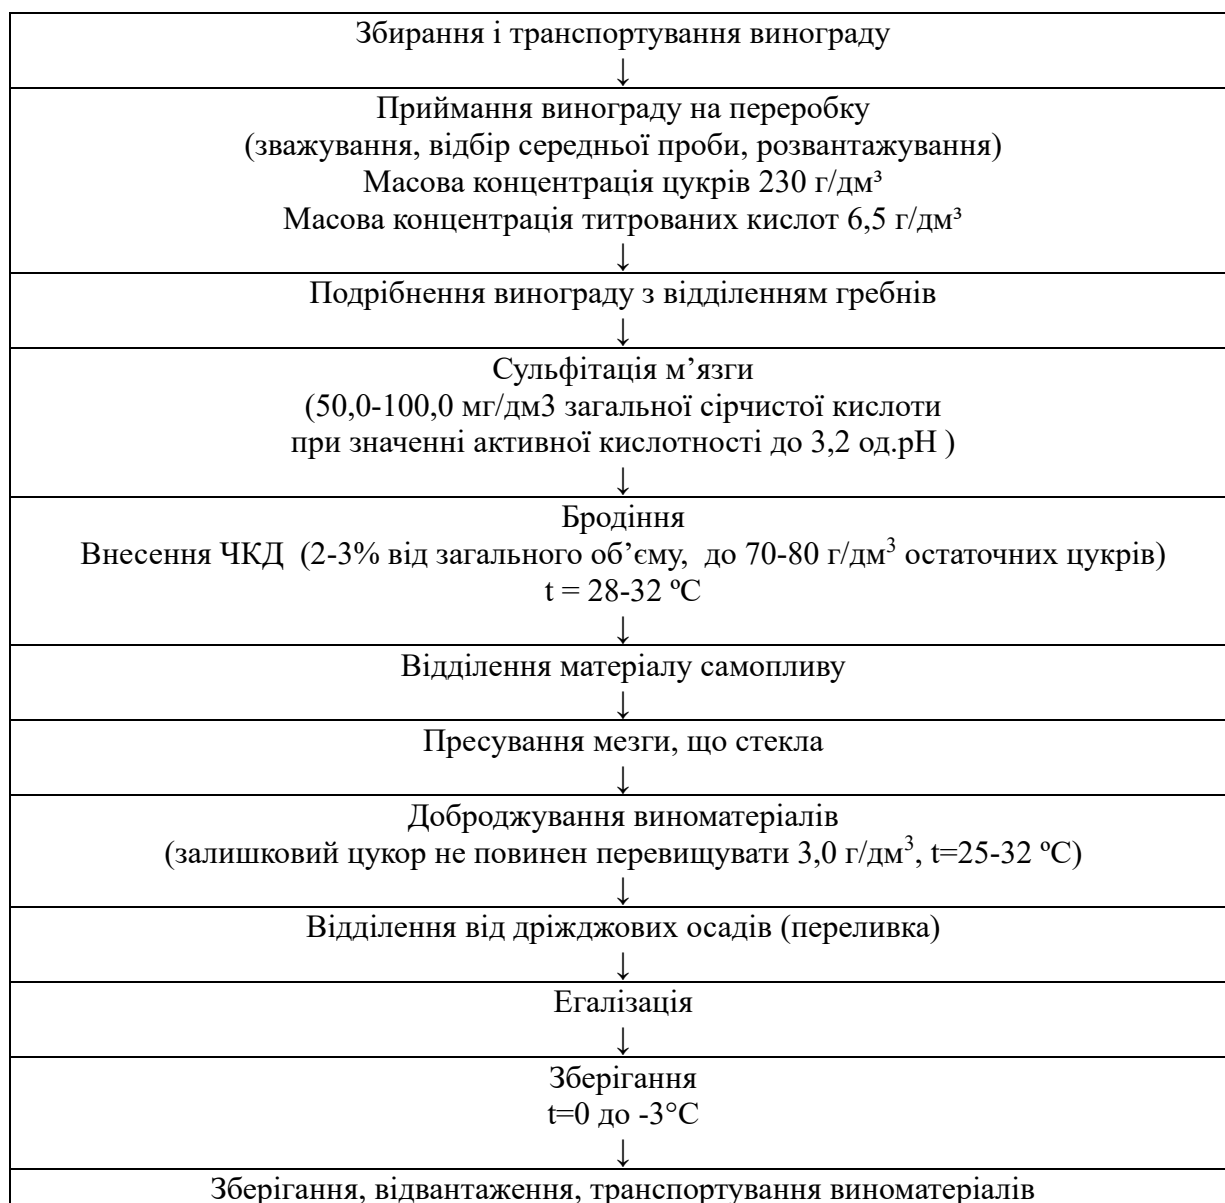 Збирання і транспортування винограду
↓
Приймання винограду на переробку
(зважування, відбір середньої проби, розвантажування)
Масова концентрація цукрів 230 г/дм³
Масова концентрація титрованих кислот 6,5 г/дм³
↓
Подрібнення винограду з відділенням гребнів
↓
Сульфітація м’язги
(50,0-100,0 мг/дм3 загальної сірчистої кислоти
при значенні активної кислотності до 3,2 од.рН )
↓
Бродіння
Внесення ЧКД (2-3% від загального об’єму, до 70-80 г/дм³ остаточних цукрів)
t = 28-32 ºС
↓
Відділення матеріалу самопливу
↓
Пресування мезги, що стекла
↓
Доброджування виноматеріалів
(залишковий цукор не повинен перевищувати 3,0 г/дм³, t=25-32 ºС)
↓
Відділення від дріжджових осадів (переливка)
↓
Егалізація
↓
Зберігання
t=0 до -3°С
↓
Зберігання, відвантаження, транспортування виноматеріалів